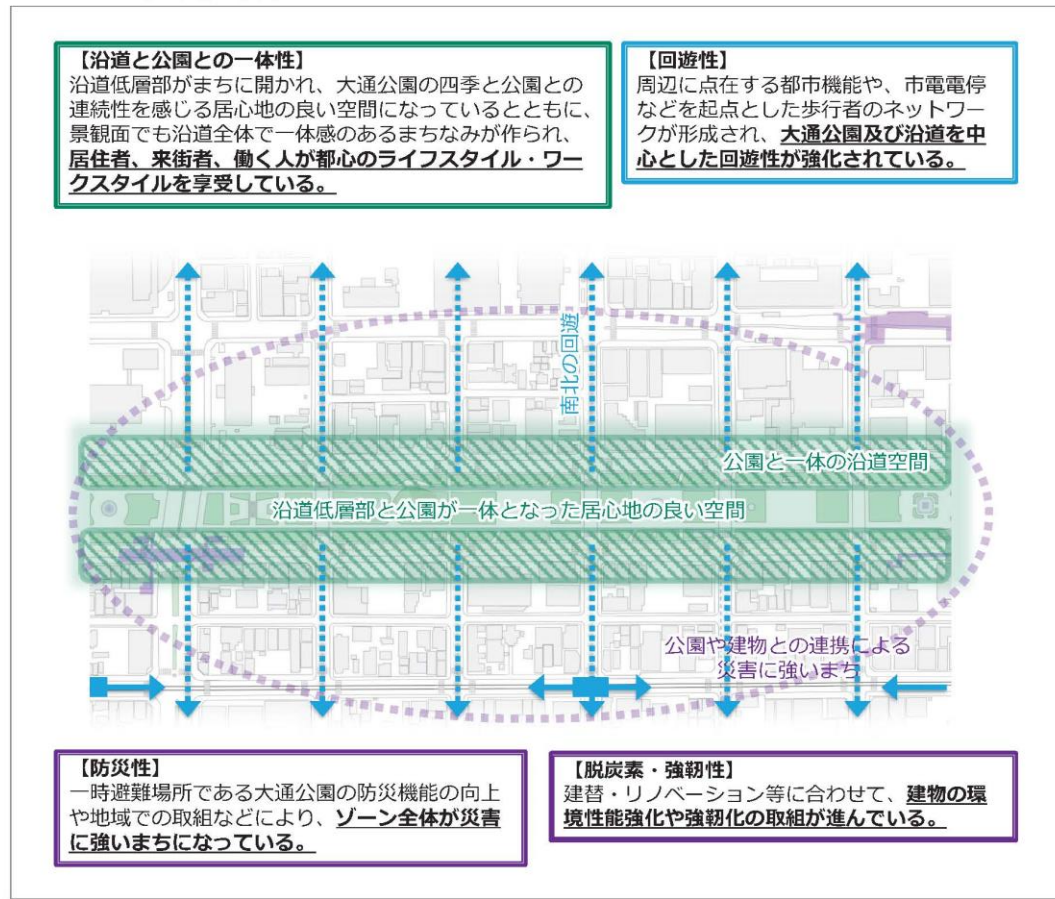 【沿道と公園との一体性】
沿道低層部がまちに開かれ、大通公園の四季と公園との
連続性を感じる居心地の良い空間になっているとともに、
景観面でも沿道全体で一体感のあるまちなみが作られ、
居住者、来街者、働く人が都心のライフスタイル・ワー
クスタイルを享受している。
【回遊性】
周辺に点在する都市機能や、市電電停
などを起点とした歩行者のネットワー
クが形成され、大通公園及び沿道を中
心とした回遊性が強化されている。
南北の回遊
公園と一体の沿道空間
沿道低層部と公園が一体となった居心地の良い空間
公園や建物との連携による
災害に強いまち
【防災性】
一時避難場所である大通公園の防災機能の向上
や地域での取組などにより、ゾーン全体が災害
に強いまちになっている。
【脱炭素・強靭性】
建替・リノベーション等に合わせて、建物の環
境性能強化や強靭化の取組が進んでいる。